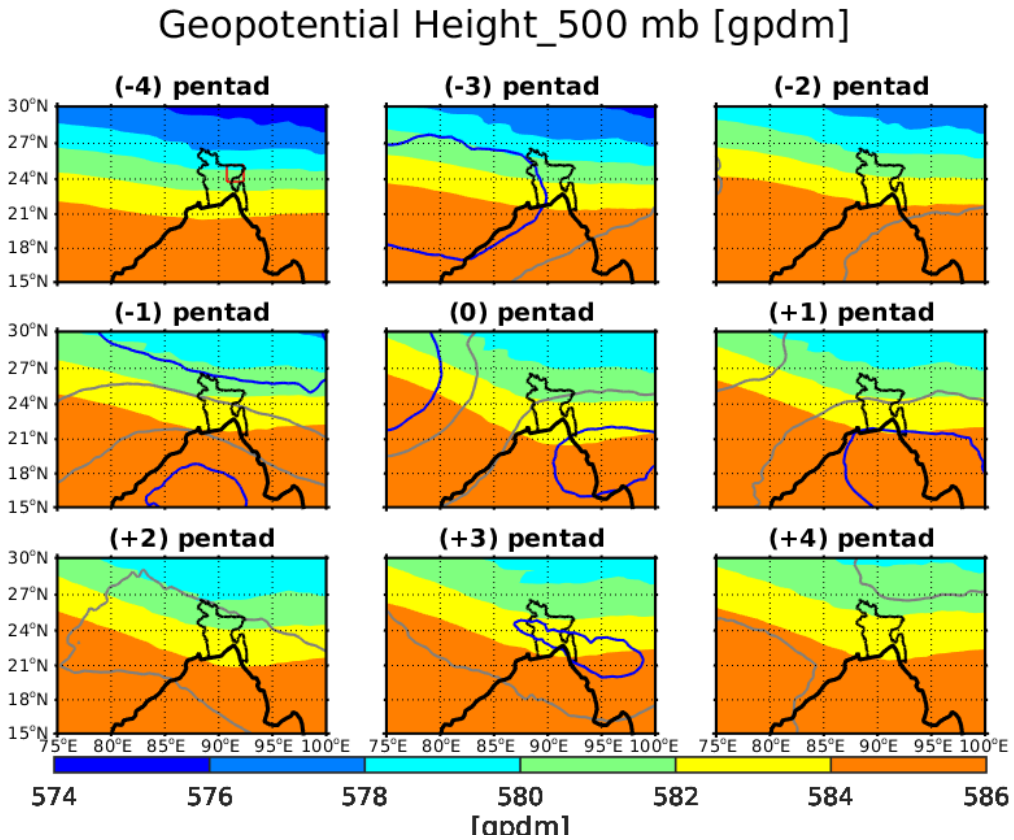 Geopotential Height_500 mb [gpdm]
(-4) pentad (-3) pentad (-2) pentad
30°N
27°N
24°N
21°N
18°N
15°N
(-1) pentad (0) pentad (+1) pentad
30°N
27°N
24°N
21°N
18°N
15°N
(+2) pentad (+3) pentad (+4) pentad
30°N
27°N
24°N
21°N
18°N
15°N
75°E 80°E 85°E 90°E 95°E 100°E 75°E 80°E 85°E 90°E 95°E 100°E 75°E 80°E 85°E 90°E 95°E 100°E
574 576 578 580 582 584 586
[gpdm]